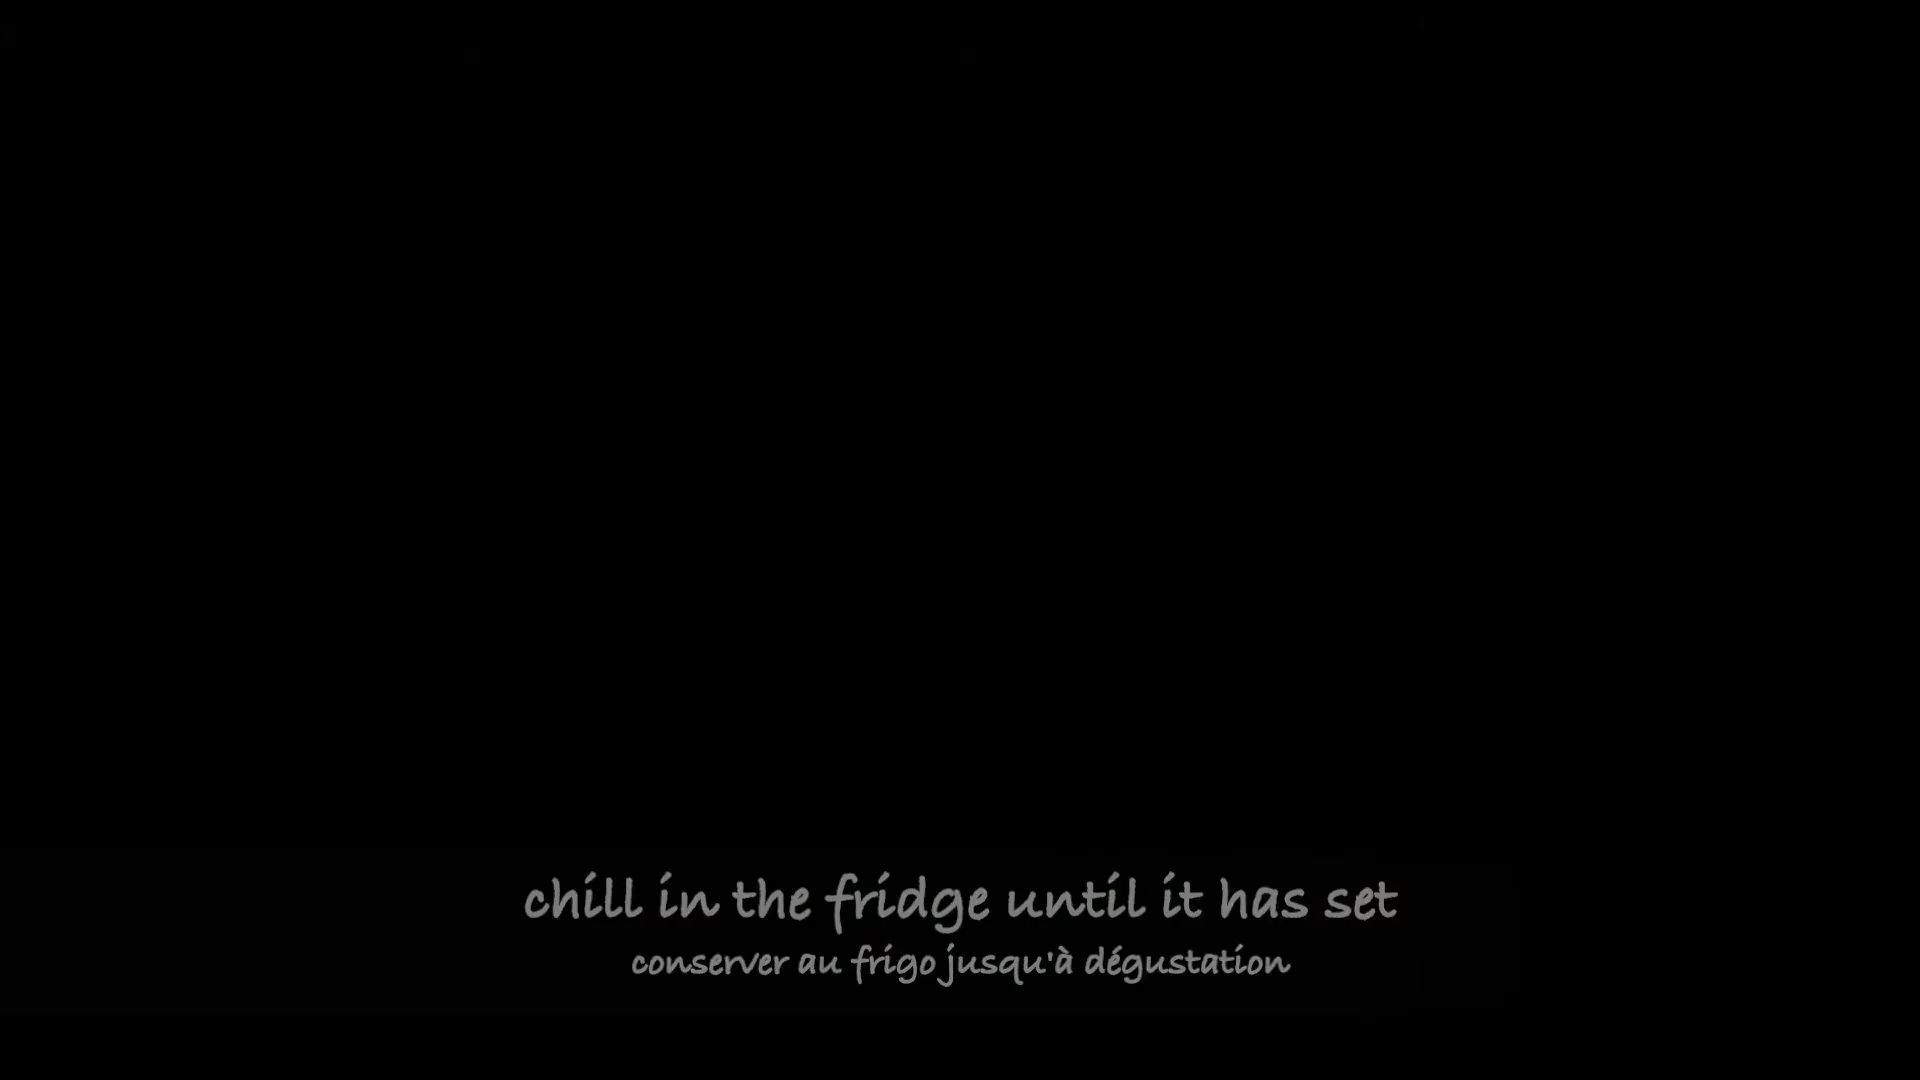 chill in the fridge until it has set
conserver au frigo jusqu'à dégustation